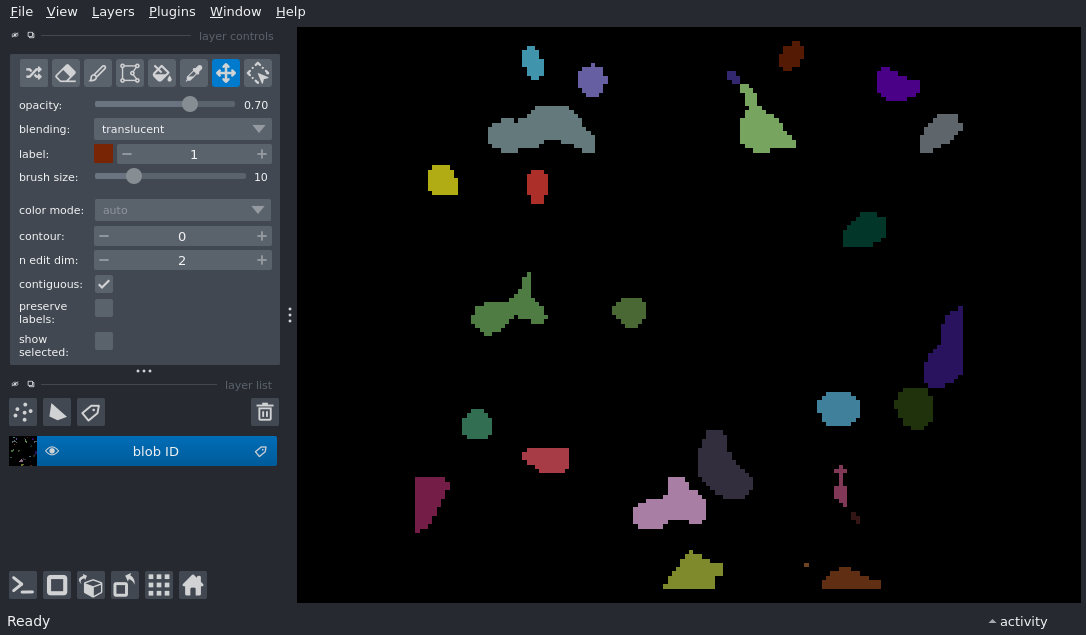 File View Layers Plugins Window Help
layer controls
opacity: 0.70
blending: translucent
label: 1
brush size: 10
color mode: auto
contour: 0
n edit dim: 2
contiguous:
preserve
labels:
show
selected:
layer list
blob ID
Ready
activity